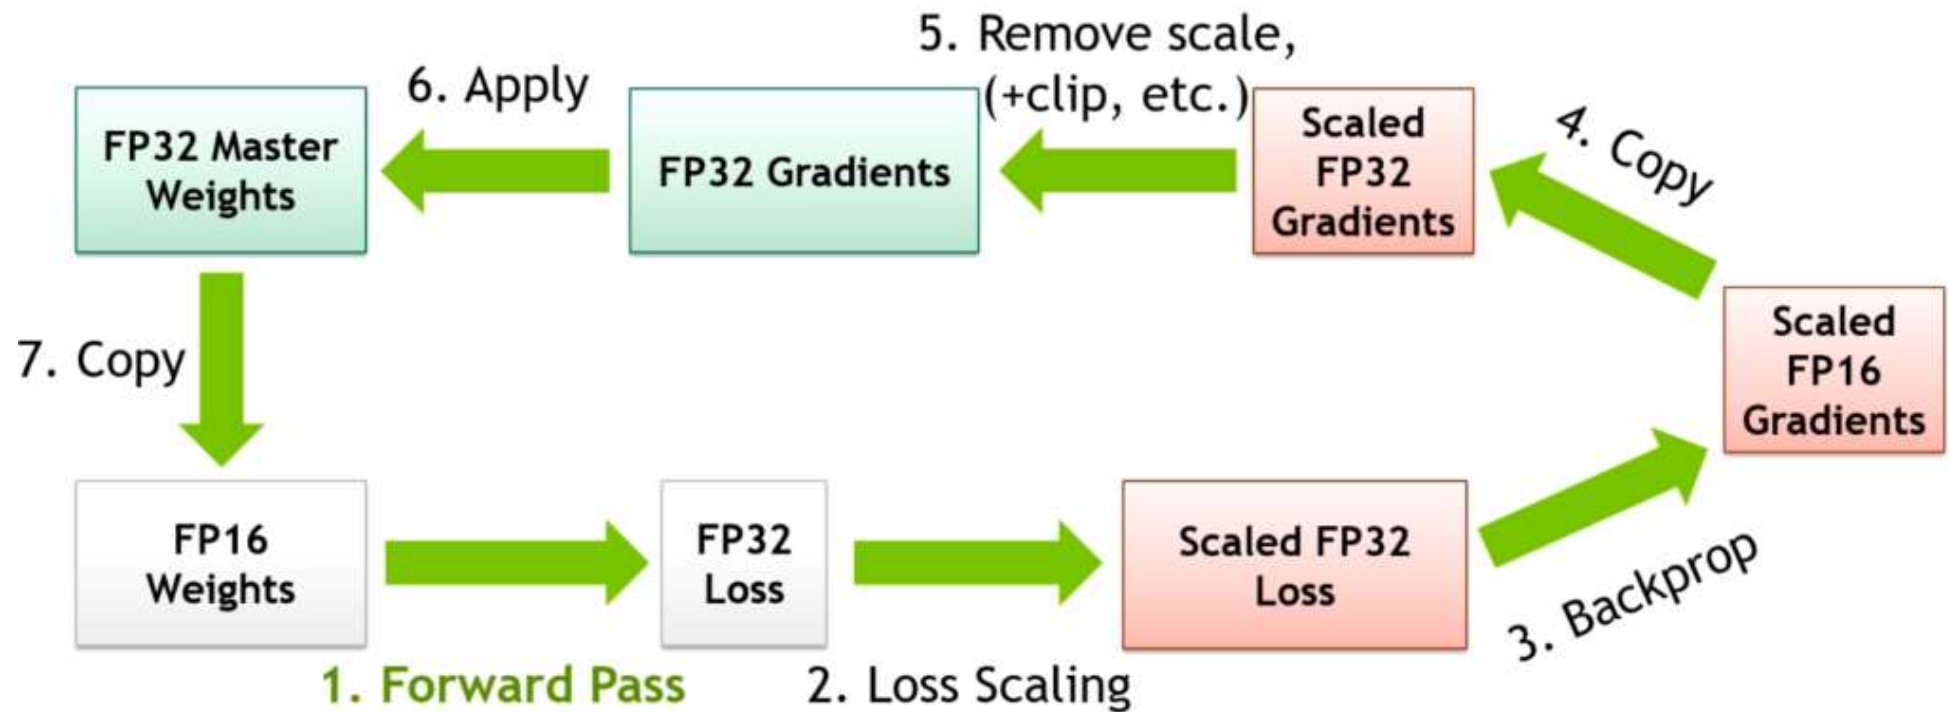 5. Remove scale,
(+clip, etc.)
6. Apply
FP32 Master
Weights
FP32 Gradients
Scaled
FP32
Gradients
4. Copy
Scaled
FP16
Gradients
7. Copy
FP16
Weights
FP32
Loss
Scaled FP32
Loss
3. Backprop
1. Forward Pass
2. Loss Scaling